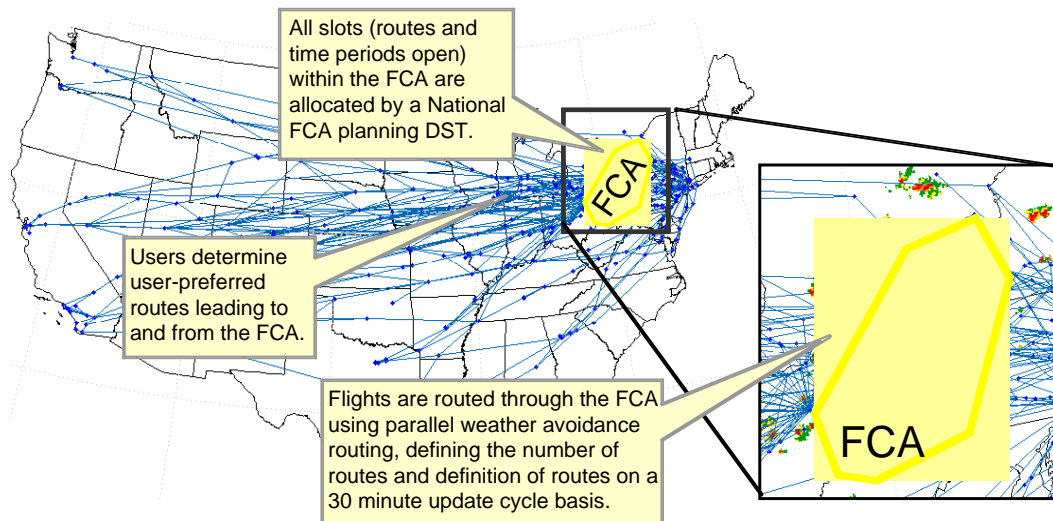 All slots (routes and
time periods open)
within the FCA are
allocated by a National
FCA planning DST.
FCA
Users determine
user-preferred
routes leading to
and from the FCA.
Flights are routed through the FCA
using parallel weather avoidance
routing, defining the number of
routes and definition of routes on a
30 minute update cycle basis.
FCA